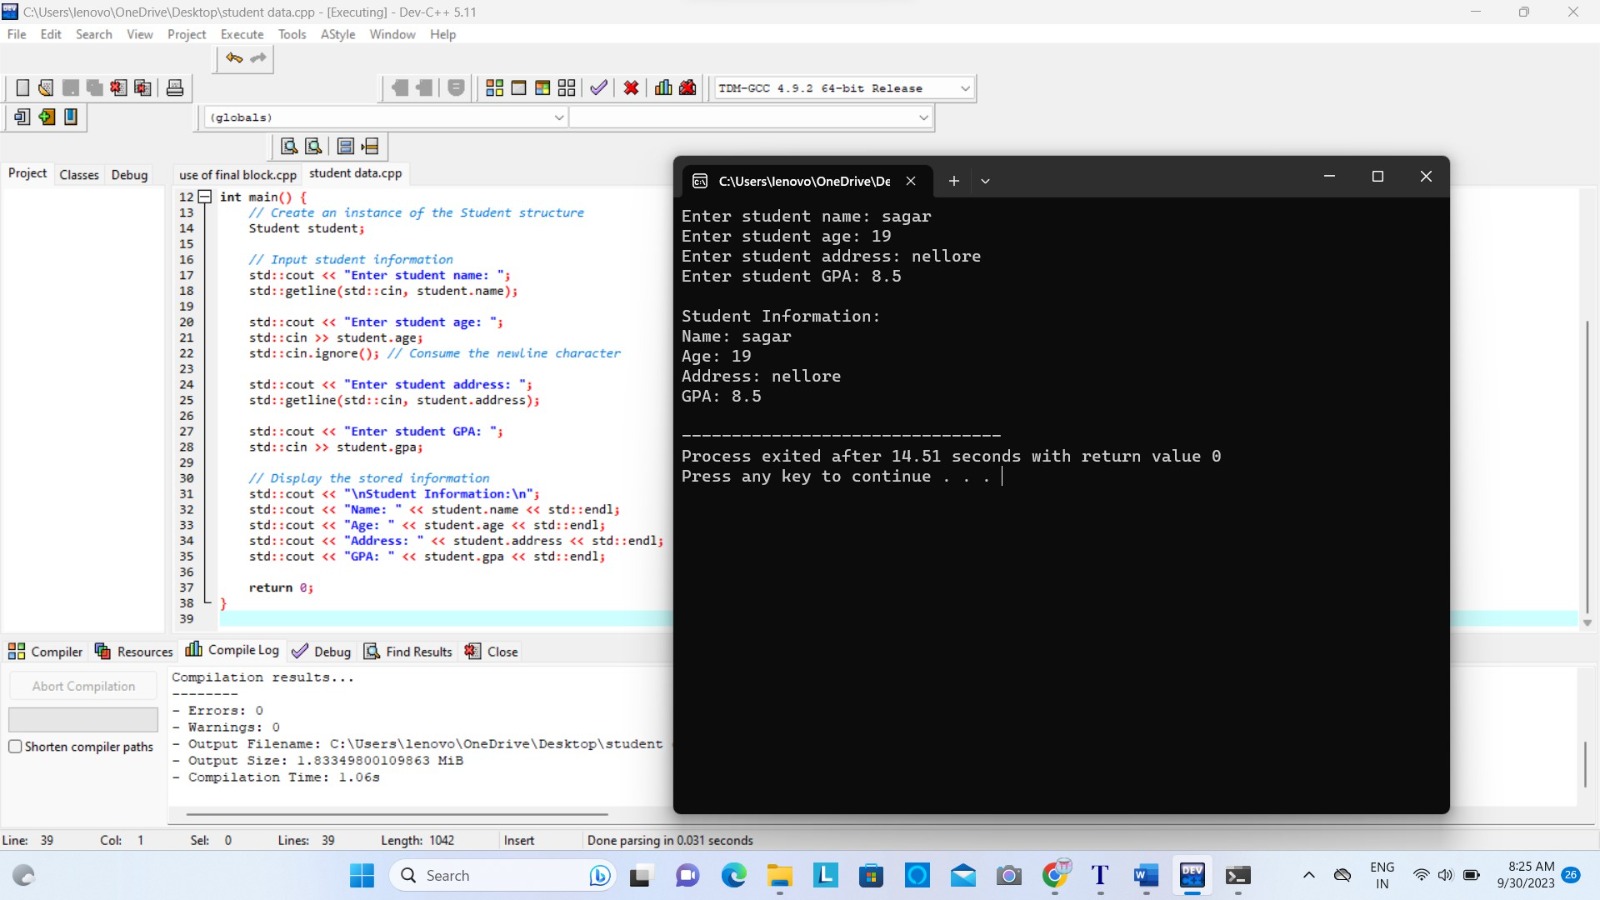 C:\Users\lenovo\OneDrive\Desktop\student data.cpp - [Executing] - Dev-C++ 5.11
File Edit Search View Project Execute Tools AStyle Window Help
TDM-GCC 4.9.2 64-bit Release
(globals)
Project Classes Debug
use of final block.cpp student data.cpp
12 int main() {
13 // Create an instance of the Student structure
14 Student student;
15
16 // Input student information
17 std::cout << "Enter student name: ";
18 std::getline(std::cin, student.name);
19
20 std::cout << "Enter student age: ";
21 std::cin >> student.age;
22 std::cin.ignore(); // Consume the newline character
23
24 std::cout << "Enter student address: ";
25 std::getline(std::cin, student.address);
26
27 std::cout << "Enter student GPA: ";
28 std::cin >> student.gpa;
29
30 // Display the stored information
31 std::cout << "\nStudent Information:\n";
32 std::cout << "Name: " << student.name << std::endl;
33 std::cout << "Age: " << student.age << std::endl;
34 std::cout << "Address: " << student.address << std::endl;
35 std::cout << "GPA: " << student.gpa << std::endl;
36
37 return 0;
38 }
39
C:\Users\lenovo\OneDrive\De
Enter student name: sagar
Enter student age: 19
Enter student address: nellore
Enter student GPA: 8.5
Student Information:
Name: sagar
Age: 19
Address: nellore
GPA: 8.5
--------------------------------
Process exited after 14.51 seconds with return value 0
Press any key to continue . . .
Compiler Resources Compile Log Debug Find Results Close
Abort Compilation
Shorten compiler paths
Compilation results...
--------
- Errors: 0
- Warnings: 0
- Output Filename: C:\Users\lenovo\OneDrive\Desktop\student
- Output Size: 1.83349800109863 MiB
- Compilation Time: 1.06s
Line: 39 Col: 1 Sel: 0 Lines: 39 Length: 1042 Insert Done parsing in 0.031 seconds
Search
ENG
IN
8:25 AM
9/30/2023
26